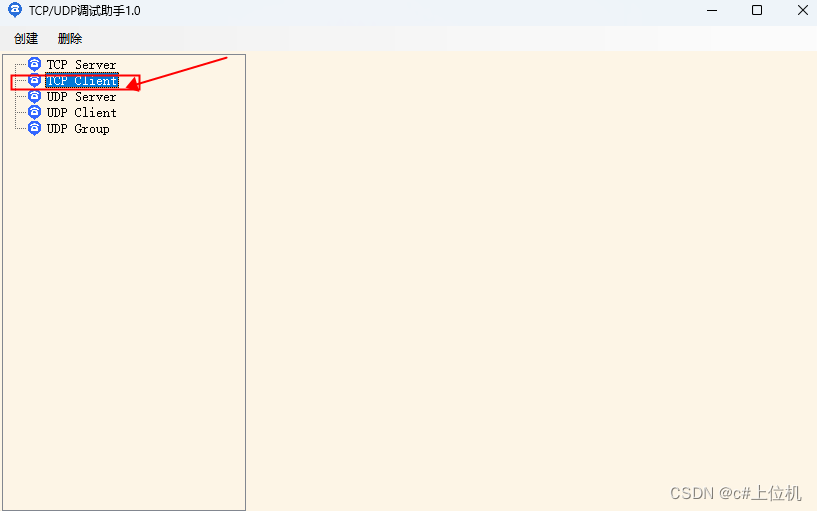 TCP/UDP调试助手1.0
创建 删除
TCP Server
TCP Client
UDP Server
UDP Client
UDP Group
CSDN @c#上位机